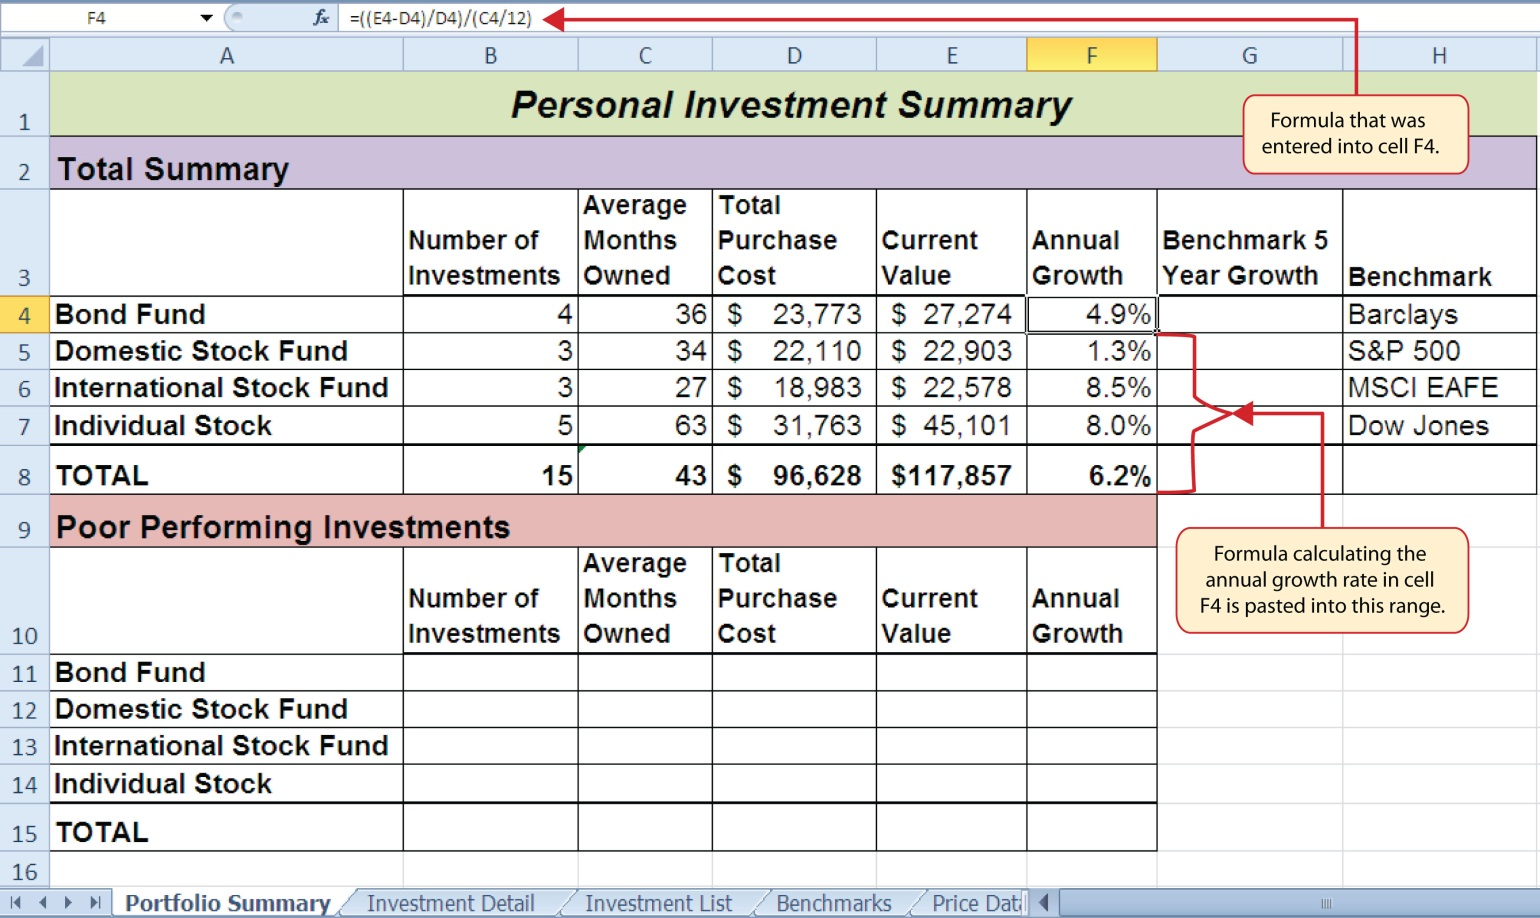 F4 fx =((E4-D4)/D4)/(C4/12)
A B C D E F G H
1 Personal Investment Summary
Formula that was
entered into cell F4.
2 Total Summary
3 Number of Investments Average Months Owned Total Purchase Cost Current Value Annual Growth Benchmark 5 Year Growth Benchmark
4 Bond Fund 4 36 $ 23,773 $ 27,274 4.9% Barclays
5 Domestic Stock Fund 3 34 $ 22,110 $ 22,903 1.3% S&P 500
6 International Stock Fund 3 27 $ 18,983 $ 22,578 8.5% MSCI EAFE
7 Individual Stock 5 63 $ 31,763 $ 45,101 8.0% Dow Jones
8 TOTAL 15 43 $ 96,628 $117,857 6.2%
9 Poor Performing Investments
Formula calculating the
annual growth rate in cell
F4 is pasted into this range.
10 Number of Investments Average Months Owned Total Purchase Cost Current Value Annual Growth
11 Bond Fund
12 Domestic Stock Fund
13 International Stock Fund
14 Individual Stock
15 TOTAL
16
Portfolio Summary Investment Detail Investment List Benchmarks Price Data